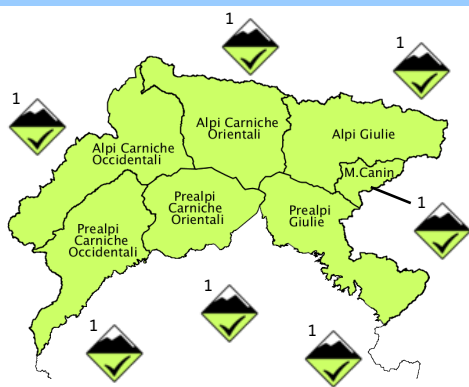 1
1
1
Alpi Carniche
Orientali
Alpi Giulie
Alpi Carniche
Occidentali
M.Canin
Prealpi
Carniche
Orientali
1
Prealpi
Giulie
Prealpi
Carniche
Occidentali
1
1
1